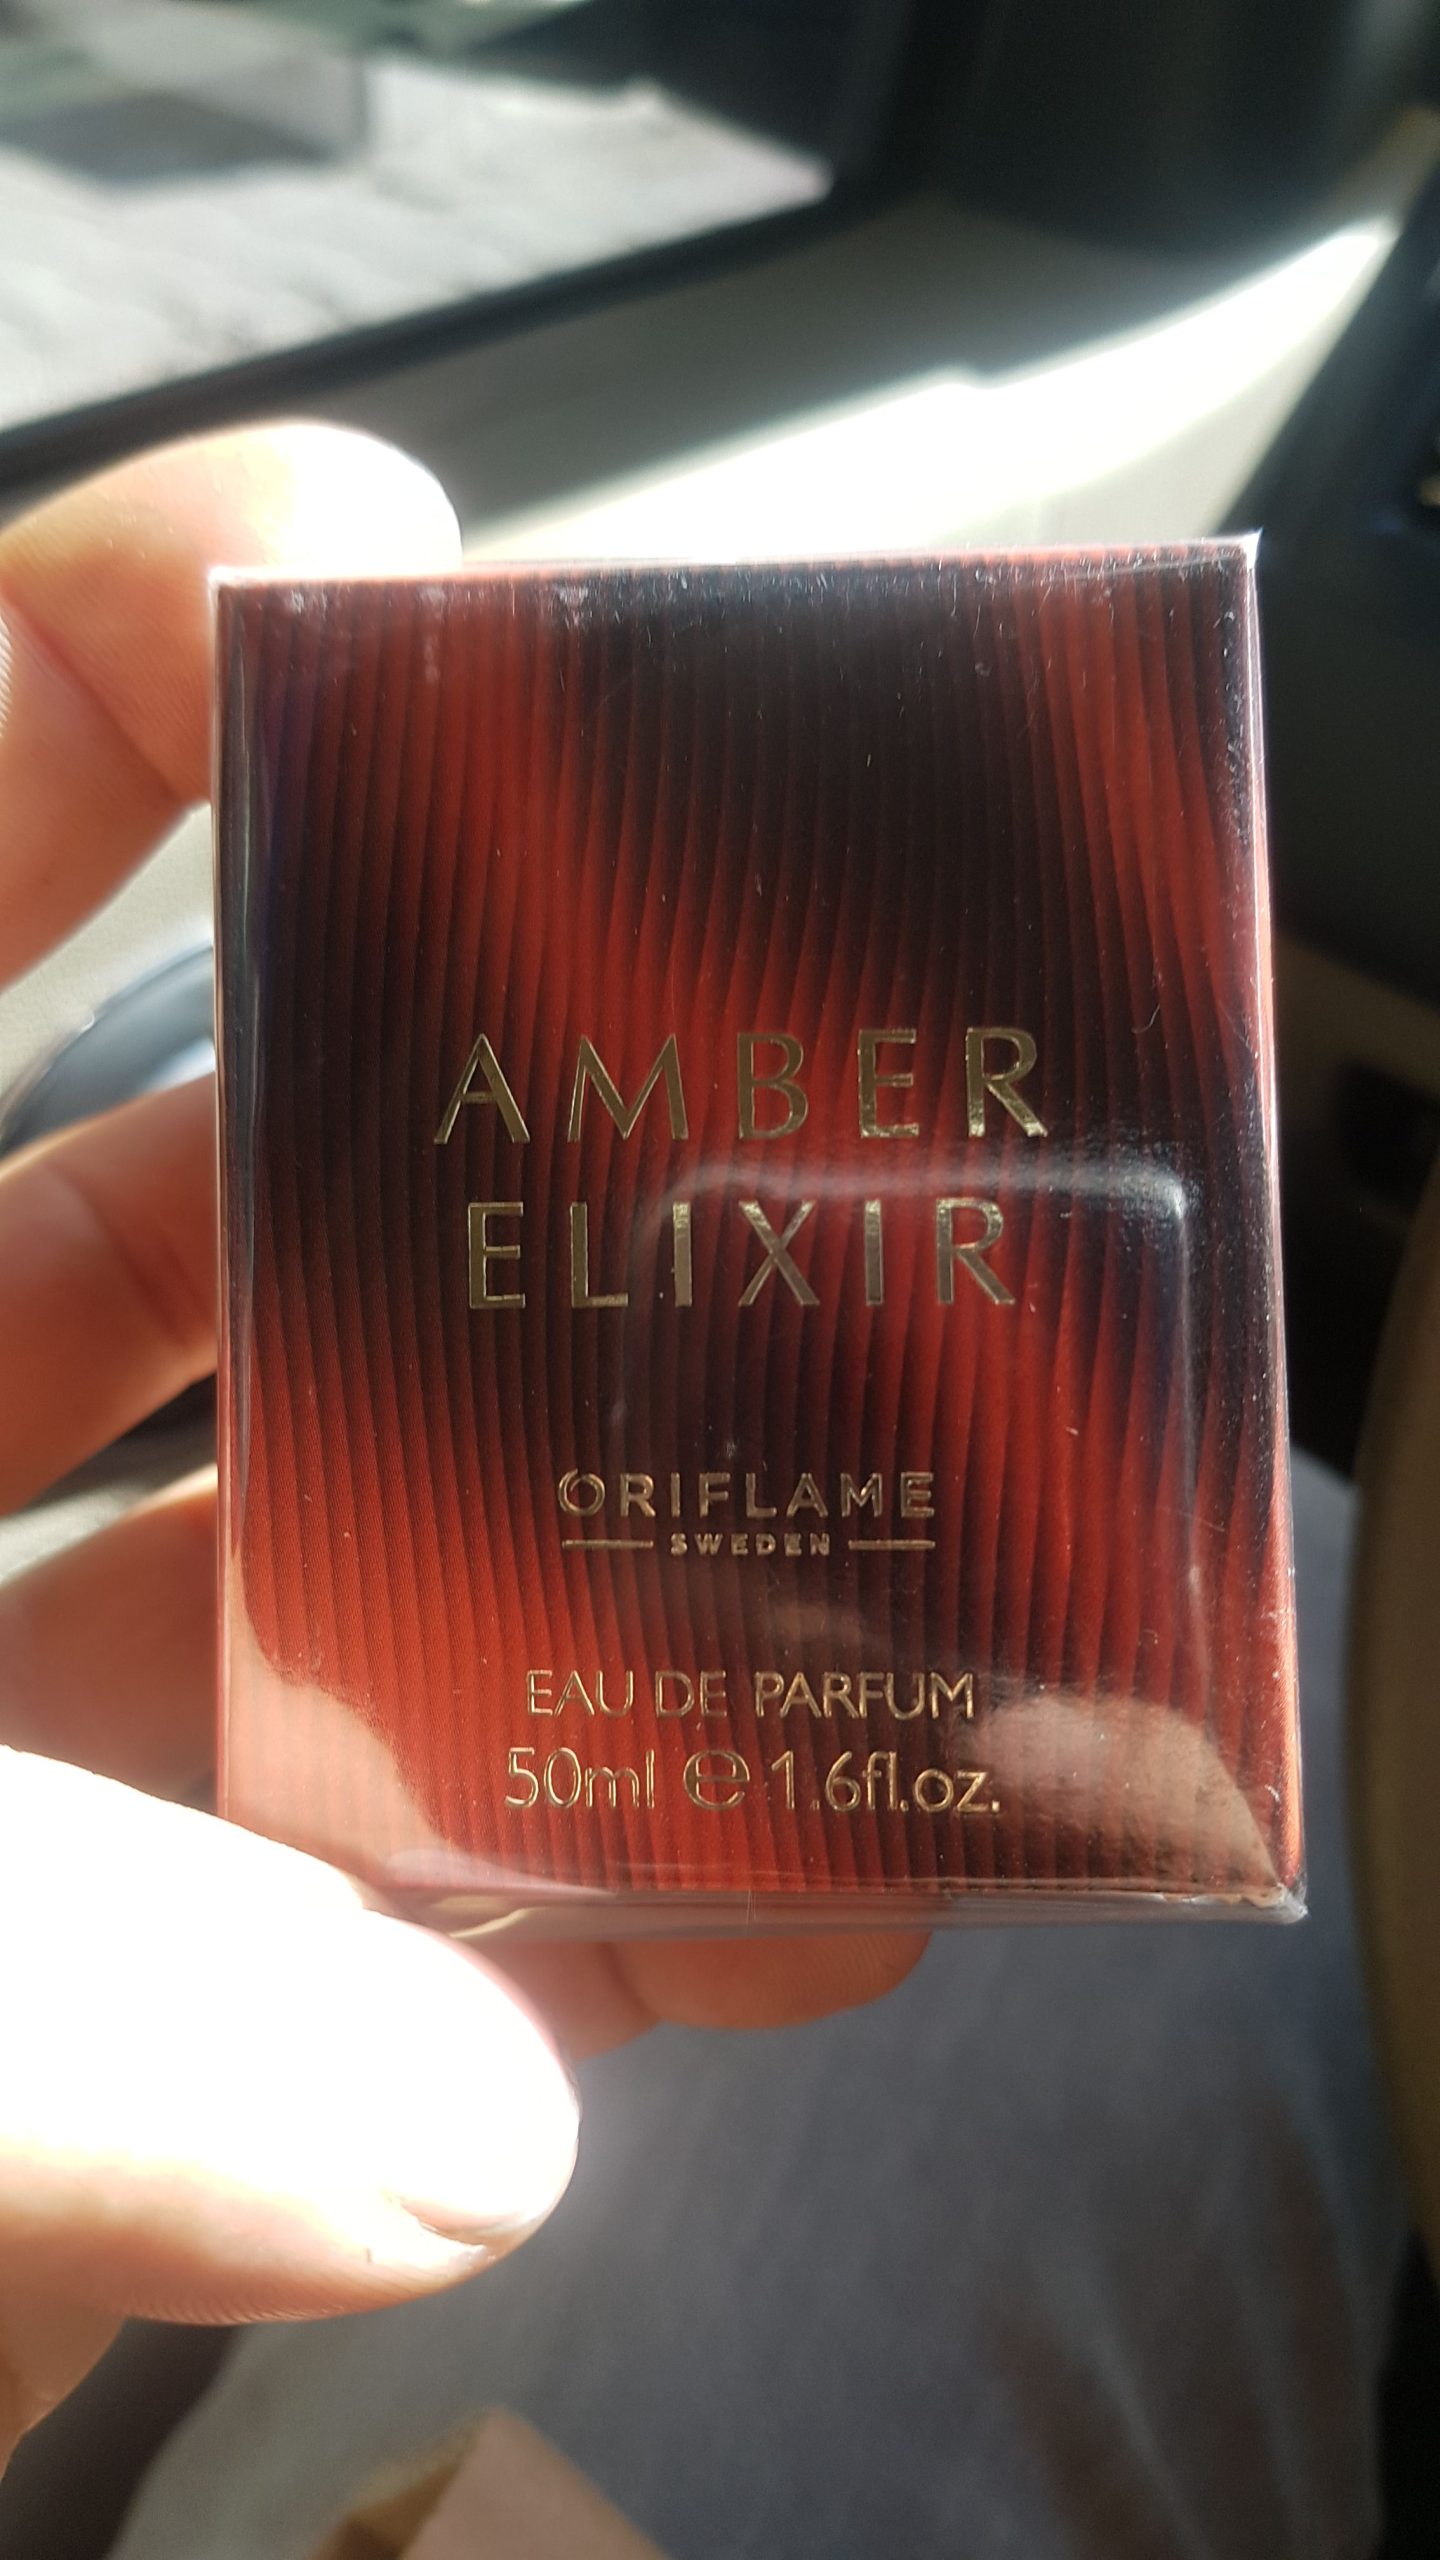 AMBER
ELIXIR
ORIFLAME
SWEDEN
EAU DE PARFUM
50ml ℮ 1.6fl.oz.